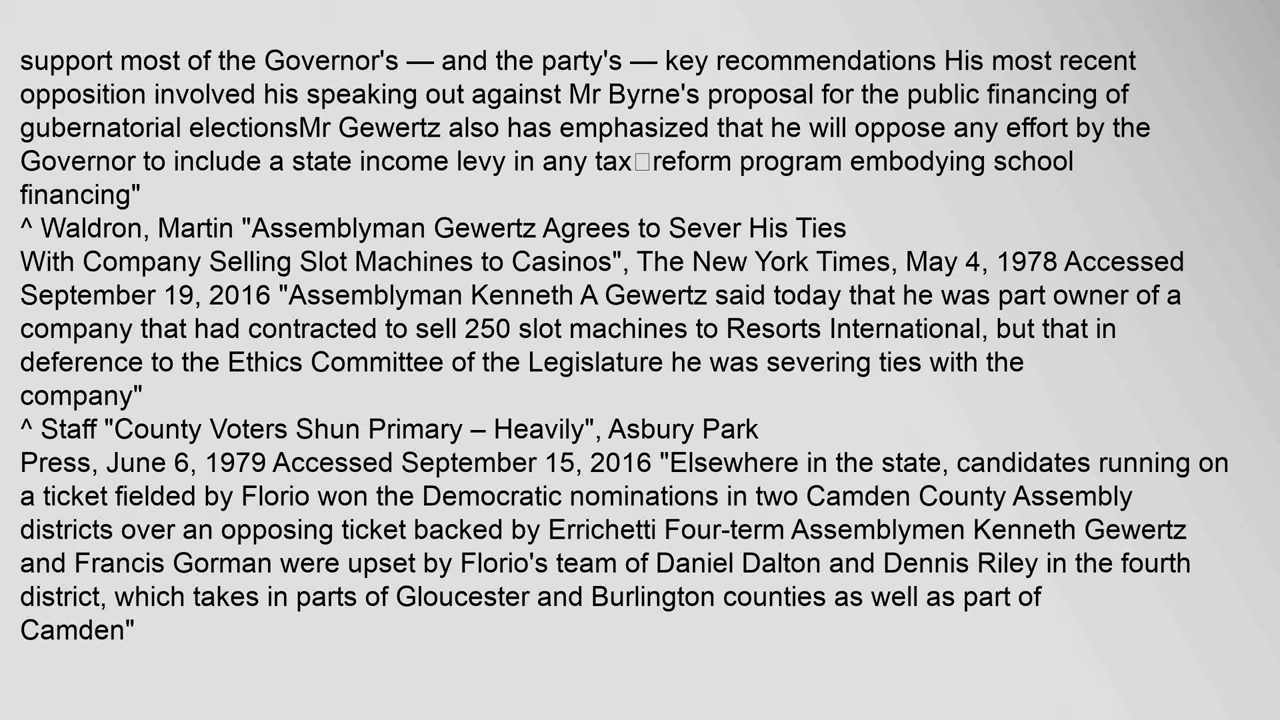 support most of the Governor's — and the party's — key recommendations His most recent
opposition involved his speaking out against Mr Byrne's proposal for the public financing of
gubernatorial electionsMr Gewertz also has emphasized that he will oppose any effort by the
Governor to include a state income levy in any tax□reform program embodying school
financing"
^ Waldron, Martin "Assemblyman Gewertz Agrees to Sever His Ties
With Company Selling Slot Machines to Casinos", The New York Times, May 4, 1978 Accessed
September 19, 2016 "Assemblyman Kenneth A Gewertz said today that he was part owner of a
company that had contracted to sell 250 slot machines to Resorts International, but that in
deference to the Ethics Committee of the Legislature he was severing ties with the
company"
^ Staff "County Voters Shun Primary – Heavily", Asbury Park
Press, June 6, 1979 Accessed September 15, 2016 "Elsewhere in the state, candidates running on
a ticket fielded by Florio won the Democratic nominations in two Camden County Assembly
districts over an opposing ticket backed by Errichetti Four-term Assemblymen Kenneth Gewertz
and Francis Gorman were upset by Florio's team of Daniel Dalton and Dennis Riley in the fourth
district, which takes in parts of Gloucester and Burlington counties as well as part of
Camden"